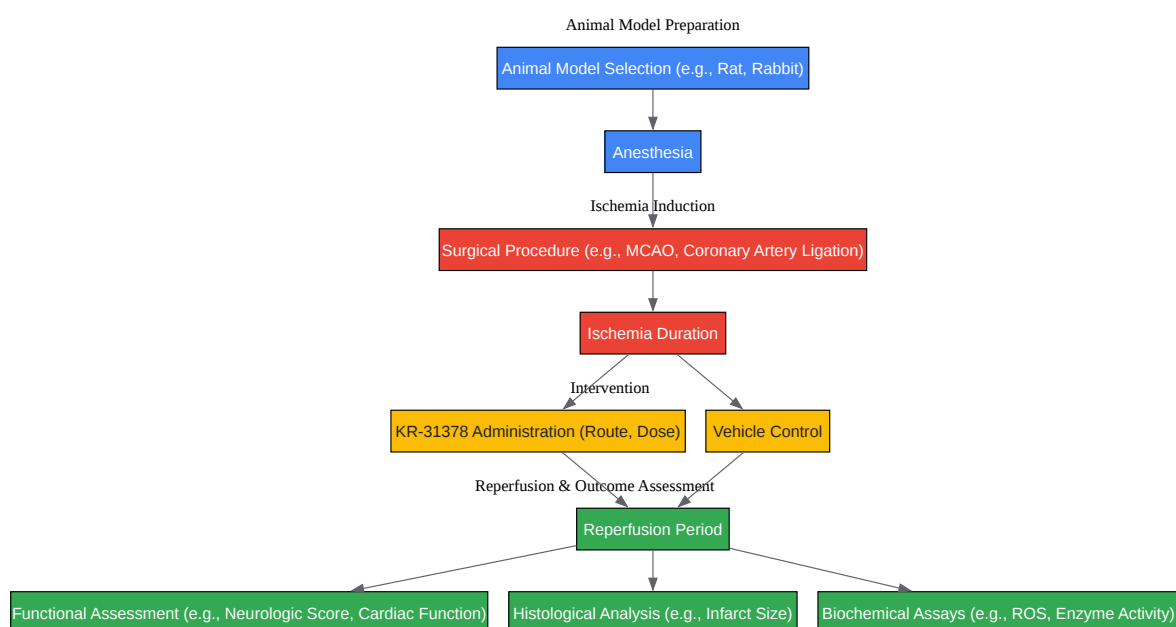 Animal Model Preparation
Animal Model Selection (e.g., Rat, Rabbit)
Anesthesia
Ischemia Induction
Surgical Procedure (e.g., MCAO, Coronary Artery Ligation)
Ischemia Duration
Intervention
KR-31378 Administration (Route, Dose)
Vehicle Control
Reperfusion & Outcome Assessment
Reperfusion Period
Functional Assessment (e.g., Neurologic Score, Cardiac Function)
Histological Analysis (e.g., Infarct Size)
Biochemical Assays (e.g., ROS, Enzyme Activity)